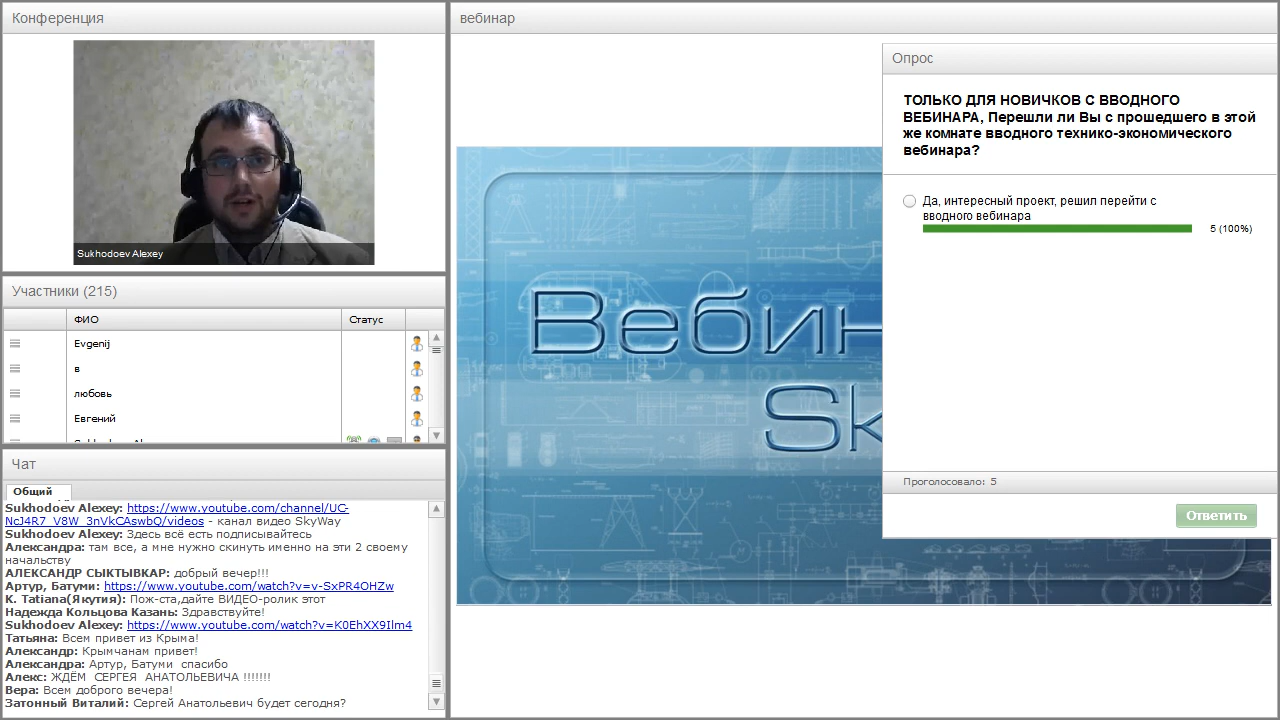 Конференция
Sukhodoev Alexey
Участники (215)
ФИО
Статус
Evgenij
в
любовь
Евгений
Чат
Общий
Sukhodoev Alexey: https://www.youtube.com/channel/UC-
NcJ4R7_V8W_3nVkCAswbQ/videos - канал видео SkyWay
Sukhodoev Alexey: Здесь всё есть подписывайтесь
Александра: там все, а мне нужно скинуть именно на эти 2 своему
начальству
АЛЕКСАНДР СЫКТЫВКАР: добрый вечер!!!
Артур, Батуми: https://www.youtube.com/watch?v=v-SxPR4OHZw
K. Tatiana(Якутия): Пож-ста,дайте ВИДЕО-ролик этот
Надежда Кольцова Казань: Здравствуйте!
Sukhodoev Alexey: https://www.youtube.com/watch?v=K0EhXX9Ilm4
Татьяна: Всем привет из Крыма!
Александр: Крымчанам привет!
Александра: Артур, Батуми спасибо
Алекс: ЖДЁМ СЕРГЕЯ АНАТОЛЬЕВИЧА !!!!!!!
Вера: Всем доброго вечера!
Затонный Виталий: Сергей Анатольевич будет сегодня?
вебинар
Вебин
Sk
Опрос
ТОЛЬКО ДЛЯ НОВИЧКОВ С ВВОДНОГО
ВЕБИНАРА, Перешли ли Вы с прошедшего в этой
же комнате вводного технико-экономического
вебинара?
Да, интересный проект, решил перейти с
вводного вебинара
5 (100%)
Проголосовало: 5
Ответить